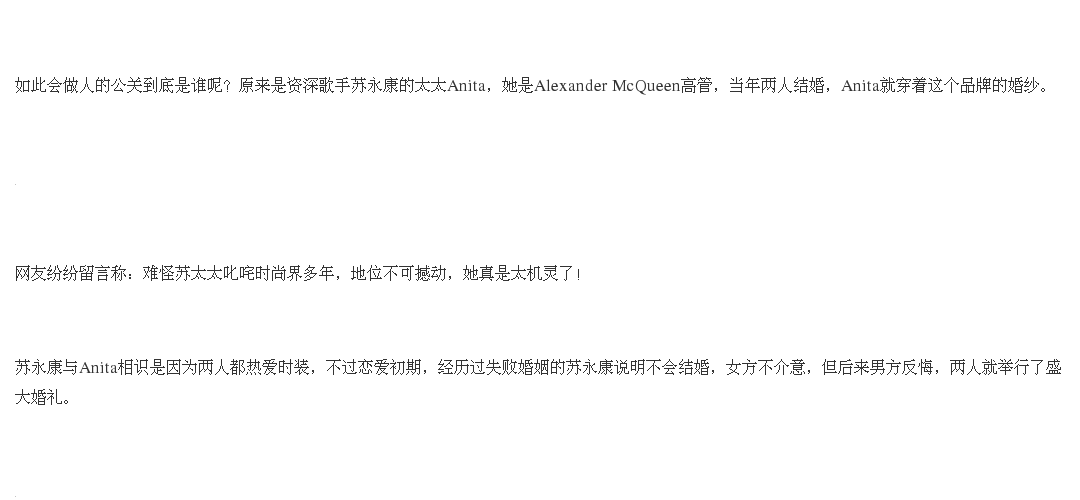 如此会做人的公关到底是谁呢？原来是资深歌手苏永康的太太Anita，她是Alexander McQueen高管，当年两人结婚，Anita就穿着这个品牌的婚纱。
网友纷纷留言称：难怪苏太太叱咤时尚界多年，地位不可撼动，她真是太机灵了！
苏永康与Anita相识是因为两人都热爱时装，不过恋爱初期，经历过失败婚姻的苏永康说明不会结婚，女方不介意，但后来男方反悔，两人就举行了盛
大婚礼。